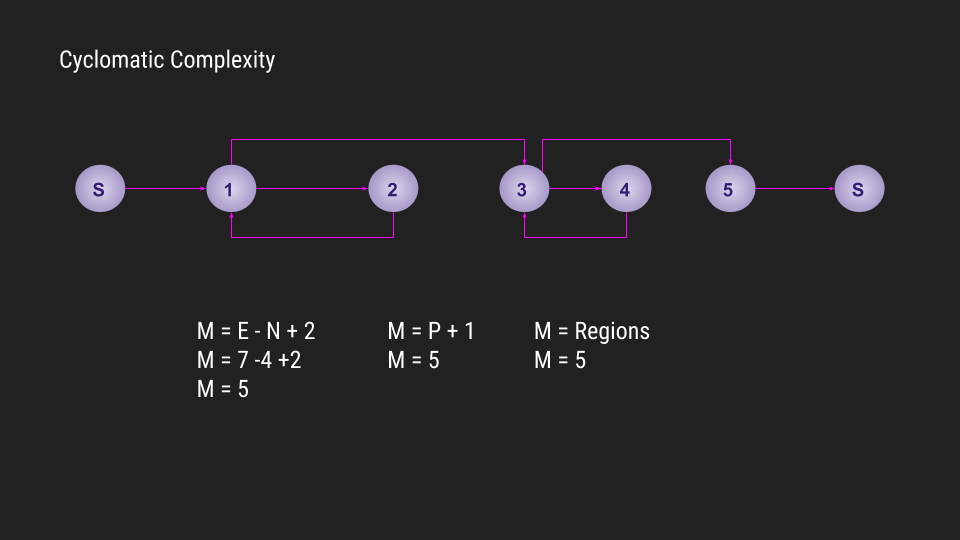 Cyclomatic Complexity
S 1 2 3 4 5 S
M = E - N + 2
M = 7 -4 +2
M = 5
M = P + 1
M = 5
M = Regions
M = 5